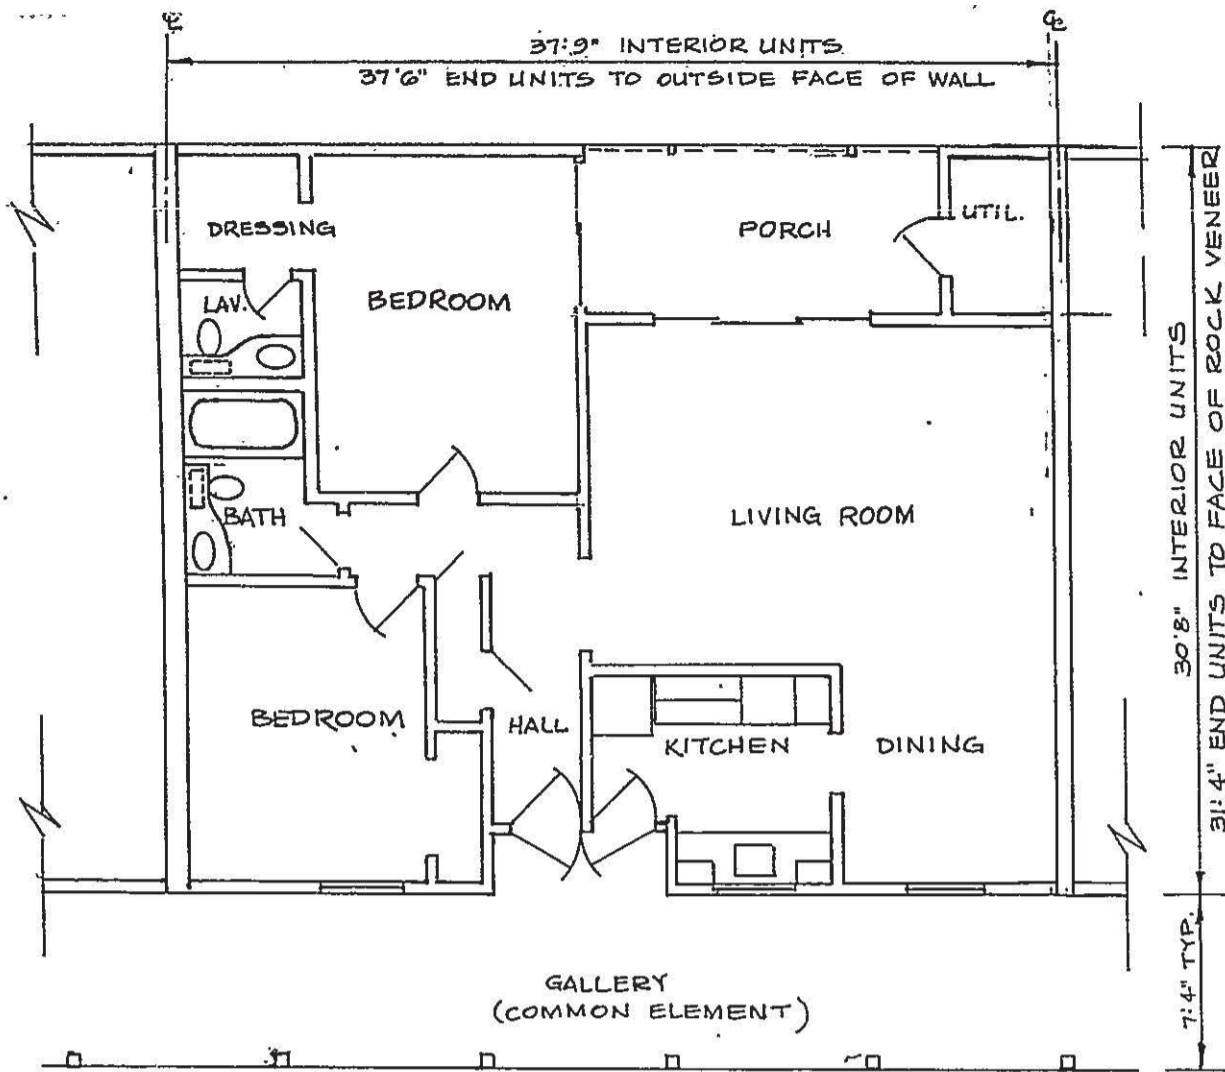 ℄
℄
37'9" INTERIOR UNITS
37'6" END UNITS TO OUTSIDE FACE OF WALL
DRESSING
PORCH
UTIL.
LAV.
BEDROOM
BATH
LIVING ROOM
BEDROOM
HALL
KITCHEN
DINING
30'8" INTERIOR UNITS
31'4" END UNITS TO FACE OF ROCK VENEER
7'4" TYP.
GALLERY
(COMMON ELEMENT)